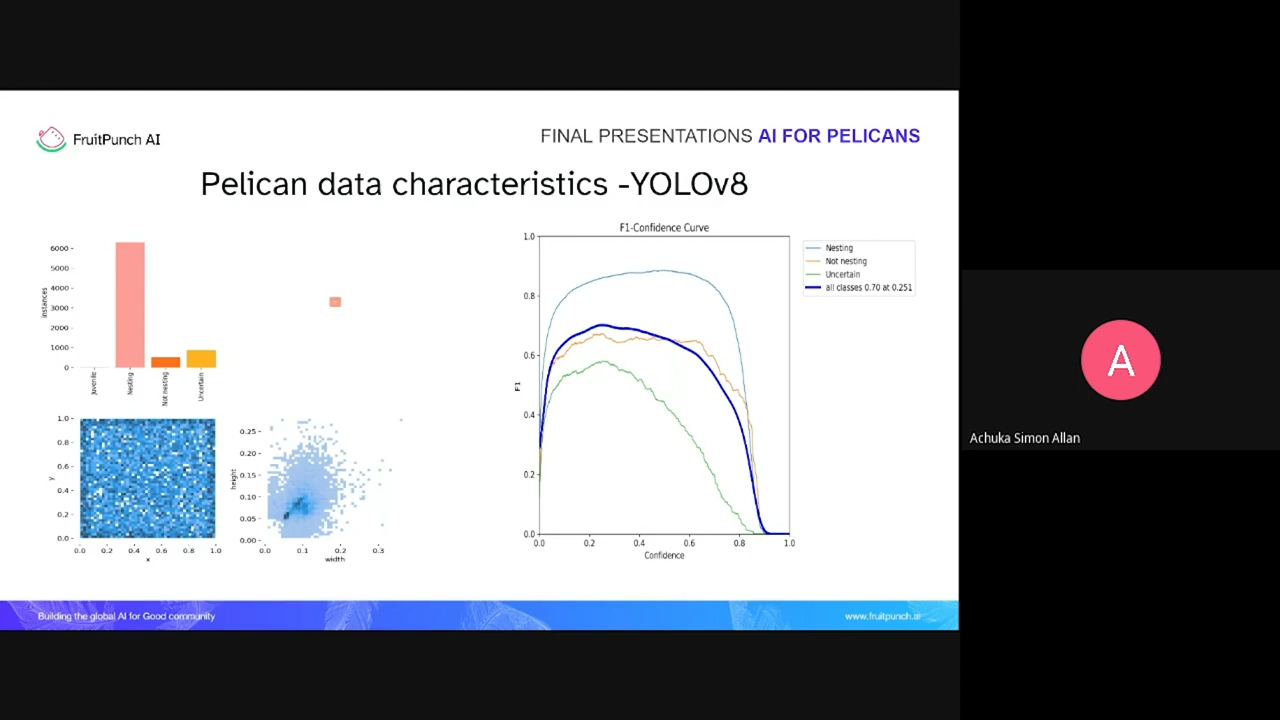 FruitPunch AI
FINAL PRESENTATIONS AI FOR PELICANS
Pelican data characteristics -YOLOv8
6000
5000
4000
3000
2000
1000
0
instances
Juvenile
Nesting
Not nesting
Uncertain
1.0
0.8
0.6
0.4
0.2
0.0
y
0.0 0.2 0.4 0.6 0.8 1.0
x
0.25
0.20
0.15
0.10
0.05
0.00
height
0.0 0.1 0.2 0.3
width
F1-Confidence Curve
1.0
0.8
0.6
0.4
0.2
0.0
F1
0.0 0.2 0.4 0.6 0.8 1.0
Confidence
Nesting
Not nesting
Uncertain
all classes 0.70 at 0.251
Building the global AI for Good community
www.fruitpunch.ai
A
Achuka Simon Allan